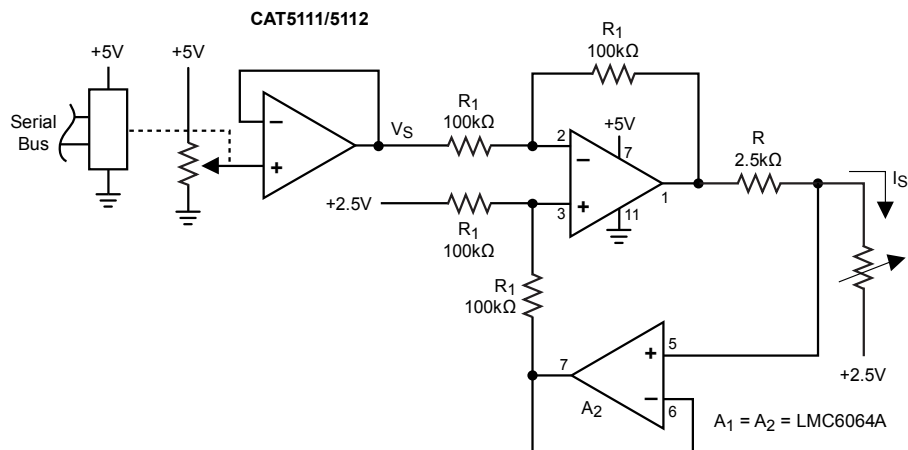 CAT5111/5112
+5V
+5V
Serial
Bus
−
+
VS
R1
100kΩ
R1
100kΩ
+5V
2
7
−
3
+
11
1
R
2.5kΩ
IS
+2.5V
R1
100kΩ
R1
100kΩ
7
+
5
−
6
A2
+2.5V
A1 = A2 = LMC6064A